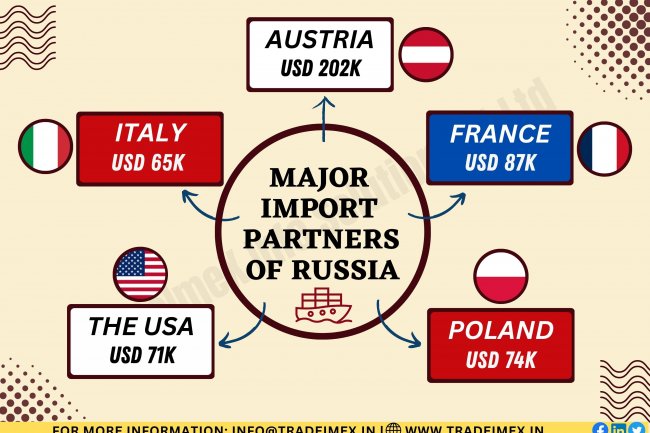 AUSTRIA
USD 202K
ITALY
USD 65K
FRANCE
USD 87K
MAJOR
IMPORT
PARTNERS
OF RUSSIA
THE USA
USD 71K
POLAND
USD 74K
FOR MORE INFORMATION: INFO@TRADEIMEX.IN | WWW.TRADEIMEX.IN